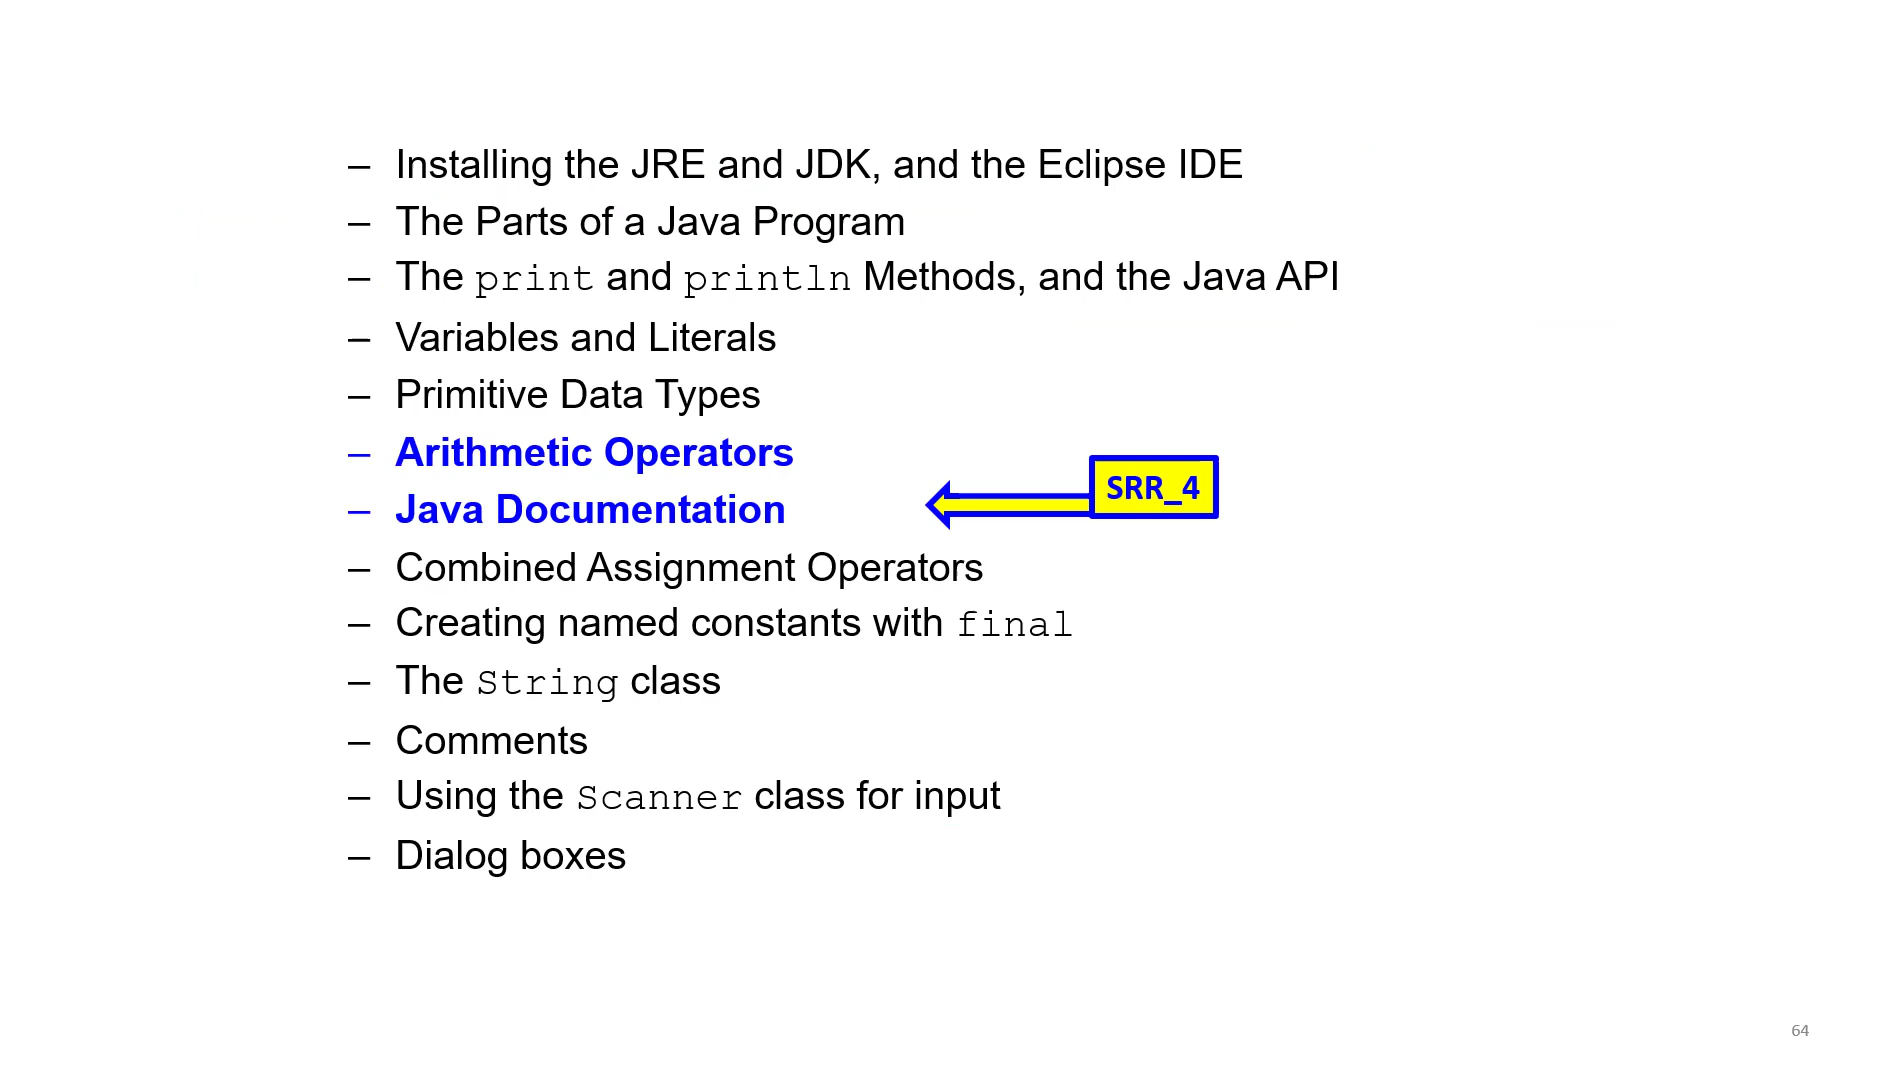 – Installing the JRE and JDK, and the Eclipse IDE
– The Parts of a Java Program
– The print and println Methods, and the Java API
– Variables and Literals
– Primitive Data Types
– Arithmetic Operators
– Java Documentation
SRR_4
– Combined Assignment Operators
– Creating named constants with final
– The String class
– Comments
– Using the Scanner class for input
– Dialog boxes
64